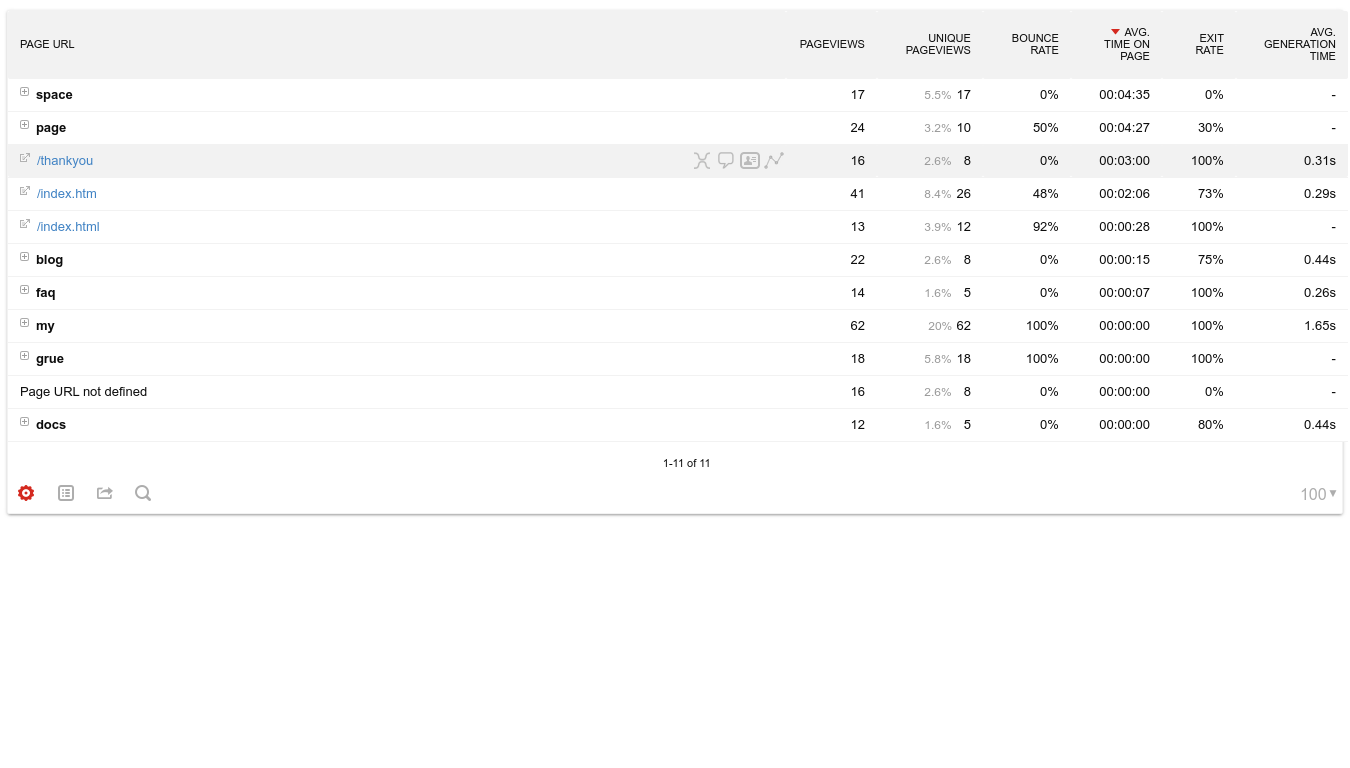 PAGE URL PAGEVIEWS UNIQUE PAGEVIEWS BOUNCE RATE AVG. TIME ON PAGE EXIT RATE AVG. GENERATION TIME
space 17 5.5% 17 0% 00:04:35 0% -
page 24 3.2% 10 50% 00:04:27 30% -
/thankyou 16 2.6% 8 0% 00:03:00 100% 0.31s
/index.htm 41 8.4% 26 48% 00:02:06 73% 0.29s
/index.html 13 3.9% 12 92% 00:00:28 100% -
blog 22 2.6% 8 0% 00:00:15 75% 0.44s
faq 14 1.6% 5 0% 00:00:07 100% 0.26s
my 62 20% 62 100% 00:00:00 100% 1.65s
grue 18 5.8% 18 100% 00:00:00 100% -
Page URL not defined 16 2.6% 8 0% 00:00:00 0% -
docs 12 1.6% 5 0% 00:00:00 80% 0.44s
1-11 of 11
100